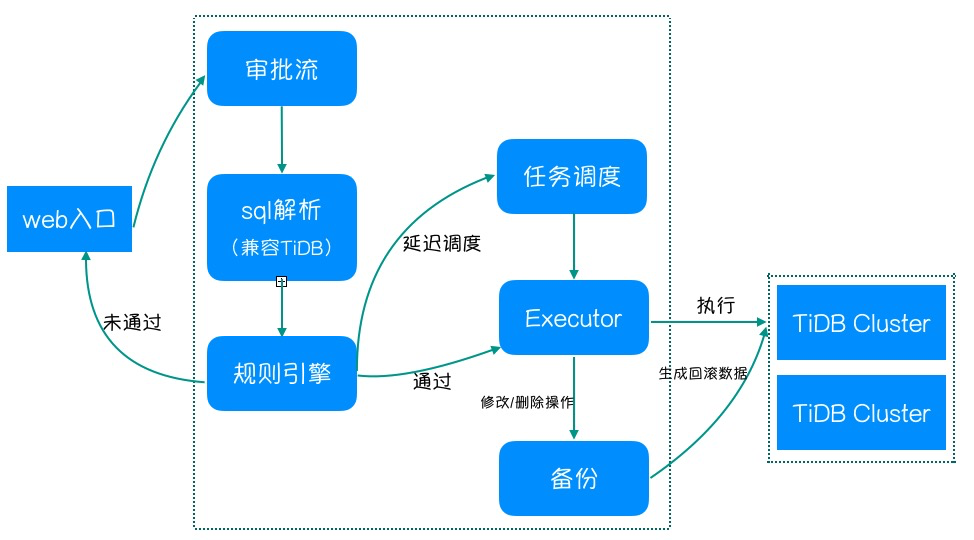 审批流
web入口
sql解析
（兼容TiDB）
未通过
规则引擎
延迟调度
通过
任务调度
Executor
修改/删除操作
备份
执行
生成回滚数据
TiDB Cluster
TiDB Cluster